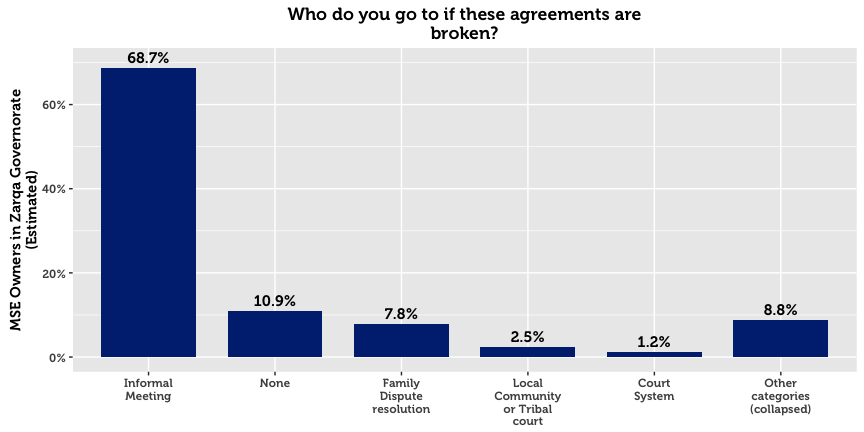 Who do you go to if these agreements are
broken?
MSE Owners in Zarqa Governorate
(Estimated)
60%
40%
20%
0%
68.7%
10.9%
7.8%
2.5%
1.2%
8.8%
Informal
Meeting
None
Family
Dispute
resolution
Local
Community
or Tribal
court
Court
System
Other
categories
(collapsed)